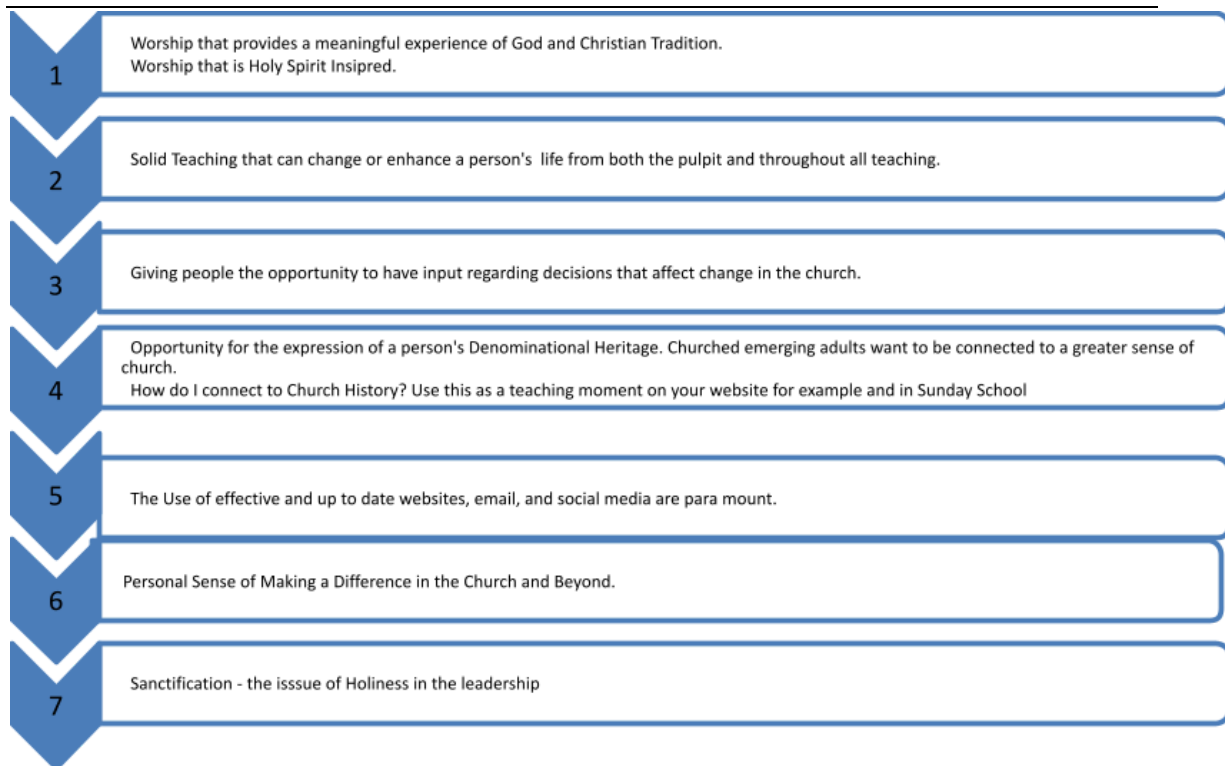 1
Worship that provides a meaningful experience of God and Christian Tradition.
Worship that is Holy Spirit Insipred.
2
Solid Teaching that can change or enhance a person's life from both the pulpit and throughout all teaching.
3
Giving people the opportunity to have input regarding decisions that affect change in the church.
4
Opportunity for the expression of a person's Denominational Heritage. Churched emerging adults want to be connected to a greater sense of
church.
How do I connect to Church History? Use this as a teaching moment on your website for example and in Sunday School
5
The Use of effective and up to date websites, email, and social media are para mount.
6
Personal Sense of Making a Difference in the Church and Beyond.
7
Sanctification - the isssue of Holiness in the leadership